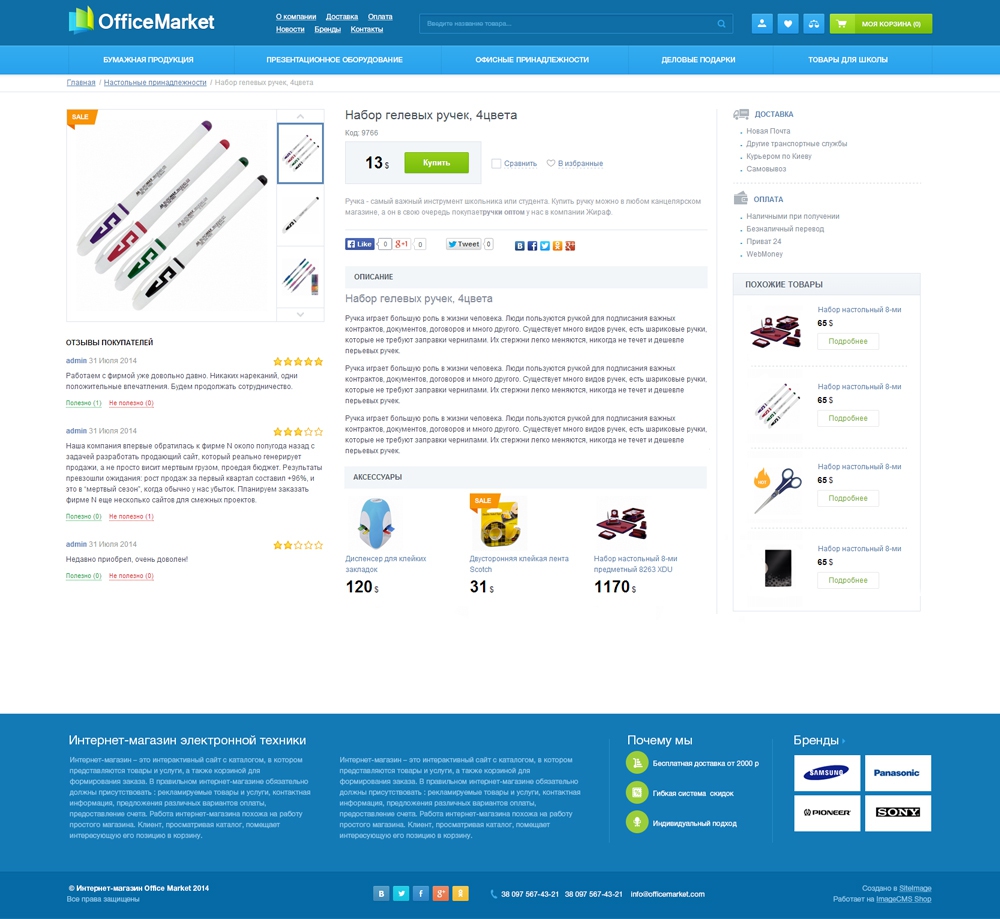 OfficeMarket
О компании Доставка Оплата
Новости Бренды Контакты
Введите название товара...
МОЯ КОРЗИНА (0)
БУМАЖНАЯ ПРОДУКЦИЯ
ПРЕЗЕНТАЦИОННОЕ ОБОРУДОВАНИЕ
ОФИСНЫЕ ПРИНАДЛЕЖНОСТИ
ДЕЛОВЫЕ ПОДАРКИ
ТОВАРЫ ДЛЯ ШКОЛЫ
Главная / Настольные принадлежности / Набор гелевых ручек, 4цвета
SALE
ОТЗЫВЫ ПОКУПАТЕЛЕЙ
admin 31 Июля 2014
Работаем с фирмой уже довольно давно. Никаких нареканий, одни
положительные впечатления. Будем продолжать сотрудничество.
Полезно (1) Не полезно (0)
admin 31 Июля 2014
Наша компания впервые обратилась к фирме N около полугода назад с
задачей разработать продающий сайт, который реально генерирует
продажи, а не просто висит мертвым грузом, проедая бюджет. Результаты
превзошли ожидания: рост продаж за первый квартал составил +96%, и
это в "мертвый сезон", когда обычно у нас убыток. Планируем заказать
фирме N еще несколько сайтов для смежных проектов.
Полезно (0) Не полезно (1)
admin 31 Июля 2014
Недавно приобрел, очень доволен!
Полезно (0) Не полезно (0)
Набор гелевых ручек, 4цвета
Код: 9766
13 $
Купить
Сравнить
В избранные
Ручка - самый важный инструмент школьника или студента. Купить ручку можно в любом канцелярском
магазине, а он в свою очередь покупаетручки оптом у нас в компании Жираф.
Like 0 +1 0 Tweet 0
ОПИСАНИЕ
Набор гелевых ручек, 4цвета
Ручка играет большую роль в жизни человека. Люди пользуются ручкой для подписания важных
контрактов, документов, договоров и много другого. Существует много видов ручек, есть шариковые ручки,
которые не требуют заправки чернилами. Их стержни легко меняются, никогда не течет и дешевле
перьевых ручек.
Ручка играет большую роль в жизни человека. Люди пользуются ручкой для подписания важных
контрактов, документов, договоров и много другого. Существует много видов ручек, есть шариковые ручки,
которые не требуют заправки чернилами. Их стержни легко меняются, никогда не течет и дешевле
перьевых ручек.
Ручка играет большую роль в жизни человека. Люди пользуются ручкой для подписания важных
контрактов, документов, договоров и много другого. Существует много видов ручек, есть шариковые ручки,
которые не требуют заправки чернилами. Их стержни легко меняются, никогда не течет и дешевле
перьевых ручек.
АКСЕССУАРЫ
Диспенсер для клейких
закладок
120 $
SALE
Двусторонняя клейкая лента
Scotch
31 $
Набор настольный 8-ми
предметный 8263 XDU
1170 $
ДОСТАВКА
Новая Почта
Другие транспортные службы
Курьером по Киеву
Самовывоз
ОПЛАТА
Наличными при получении
Безналичный перевод
Приват 24
WebMoney
ПОХОЖИЕ ТОВАРЫ
Набор настольный 8-ми
65 $
Подробнее
Набор настольный 8-ми
65 $
Подробнее
HIT
Набор настольный 8-ми
65 $
Подробнее
Набор настольный 8-ми
65 $
Подробнее
Интернет-магазин электронной техники
Интернет-магазин – это интерактивный сайт с каталогом, в котором
представляются товары и услуги, а также корзиной для
формирования заказа. В правильном интернет-магазине обязательно
должны присутствовать : рекламируемые товары и услуги, контактная
информация, предложения различных вариантов оплаты,
предоставление счета. Работа интернет-магазина похожа на работу
простого магазина. Клиент, просматривая каталог, помещает
интересующую его позицию в корзину.
Интернет-магазин – это интерактивный сайт с каталогом, в котором
представляются товары и услуги, а также корзиной для
формирования заказа. В правильном интернет-магазине обязательно
должны присутствовать : рекламируемые товары и услуги, контактная
информация, предложения различных вариантов оплаты,
предоставление счета. Работа интернет-магазина похожа на работу
простого магазина. Клиент, просматривая каталог, помещает
интересующую его позицию в корзину.
Почему мы
Бесплатная доставка от 2000 р
Гибкая система скидок
Индивидуальный подход
Бренды ›
SAMSUNG
Panasonic
PIONEER
SONY
© Интернет-магазин Office Market 2014
Все права защищены
38 097 567-43-21 38 097 567-43-21 info@officemarket.com
Создано в SiteImage
Работает на ImageCMS Shop